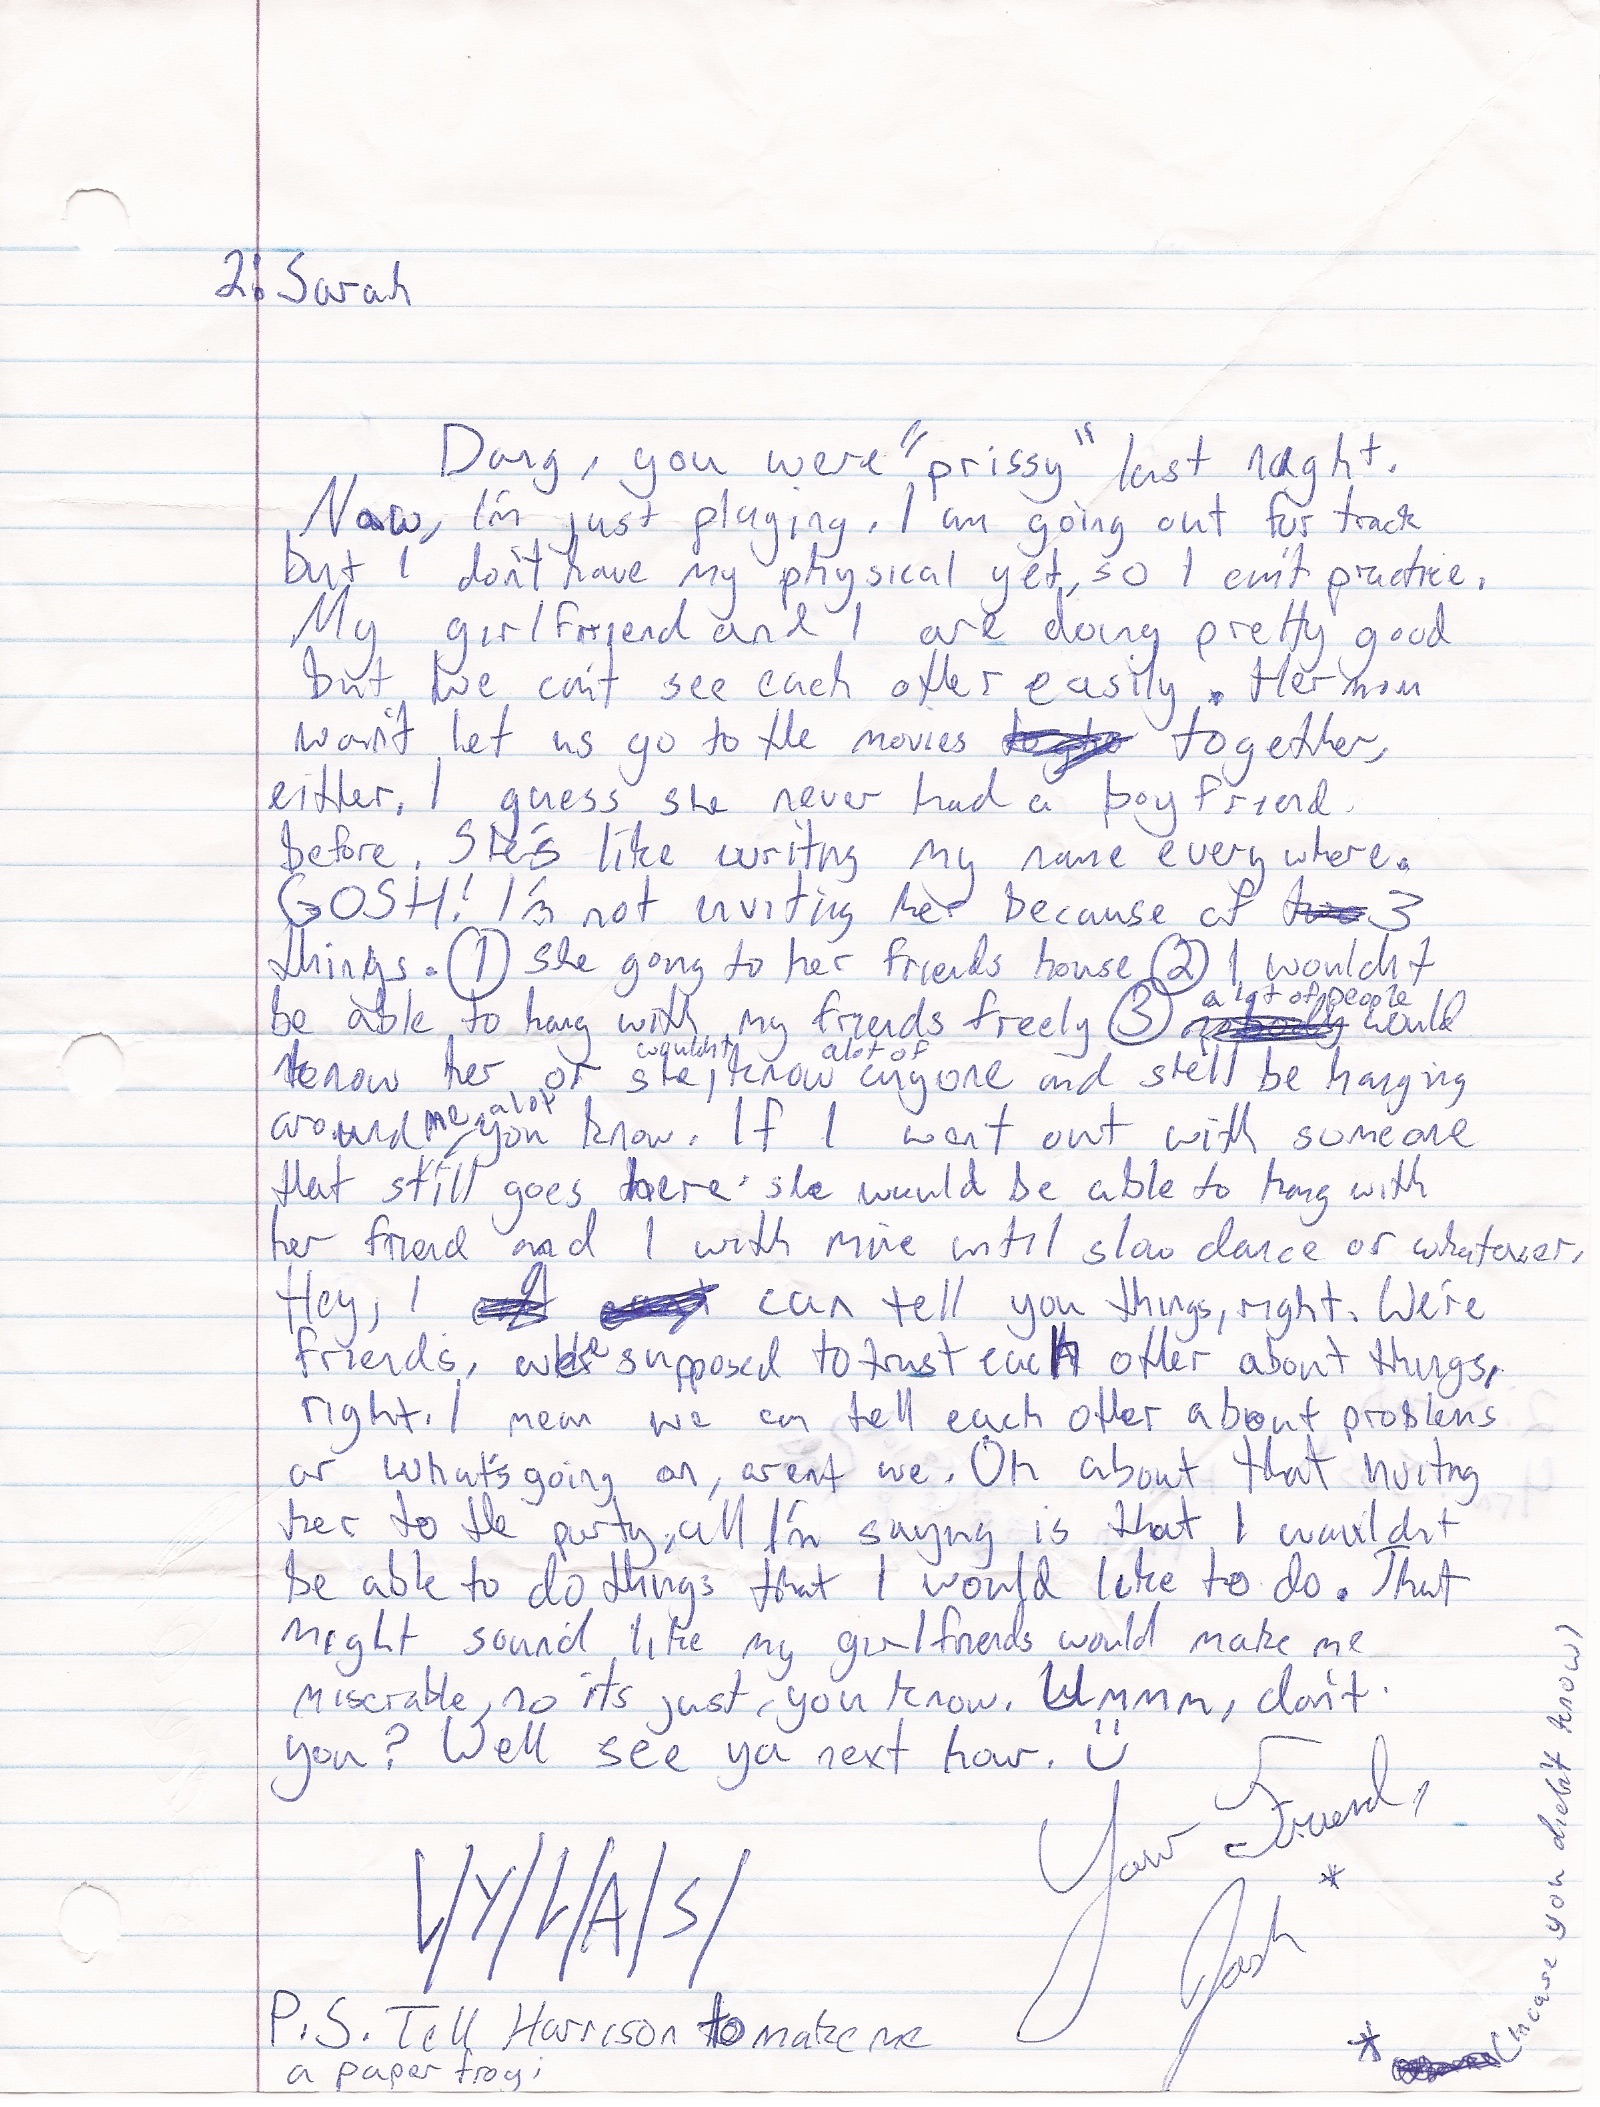 2: Sarah
Dang, you were "prissy" last night.
Naw, I'm just playing. I am going out for track
but I don't have my physical yet, so I can't practice.
My girlfriend and I are doing pretty good
but we can't see each other easily. Her mom
won't let us go to the movies together,
either. I guess she never had a boyfriend
before. She's like writing my name everywhere.
GOSH! I'm not inviting her because of two 3
things. ① She going to her friends house ② I wouldn't
be able to hang with my friends freely ③ nobody a lot of people would
know her or she wouldn't know alot of anyone and still be hanging
around me alot, you know. If I went out with someone
that still goes here she would be able to hang with
her friend and I with mine until slow dance or whatever.
Hey, I can tell you things, right. We're
friends, we're supposed to trust each other about things,
right. I mean we can tell each other about problems
or what's going on, arent we. Oh about that inviting
her to the party, all I'm saying is that I wouldn't
be able to do things that I would like to do. That
might sound like my girlfriends would make me
miserable, no it's just, you know. Ummm, don't
you? Well see ya next hour. Ü
Your Friend,
Josh *
L/Y/L/A/S/
P.S. Tell Harrison to make me
a paper frog;
* (Incase you didn't know)